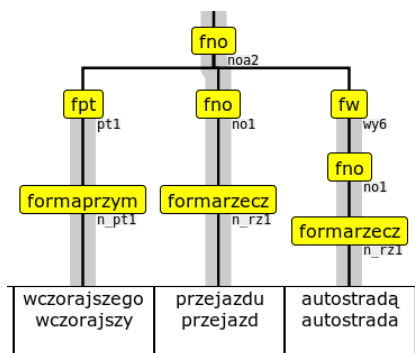 fno
noa2
fpt fno fw
pt1 no1 wy6
fno
no1
formaprzym formarzecz
n_pt1 n_rz1
formarzecz
n_rz1
wczorajszego przejazdu autostradą
wczorajszy przejazd autostrada